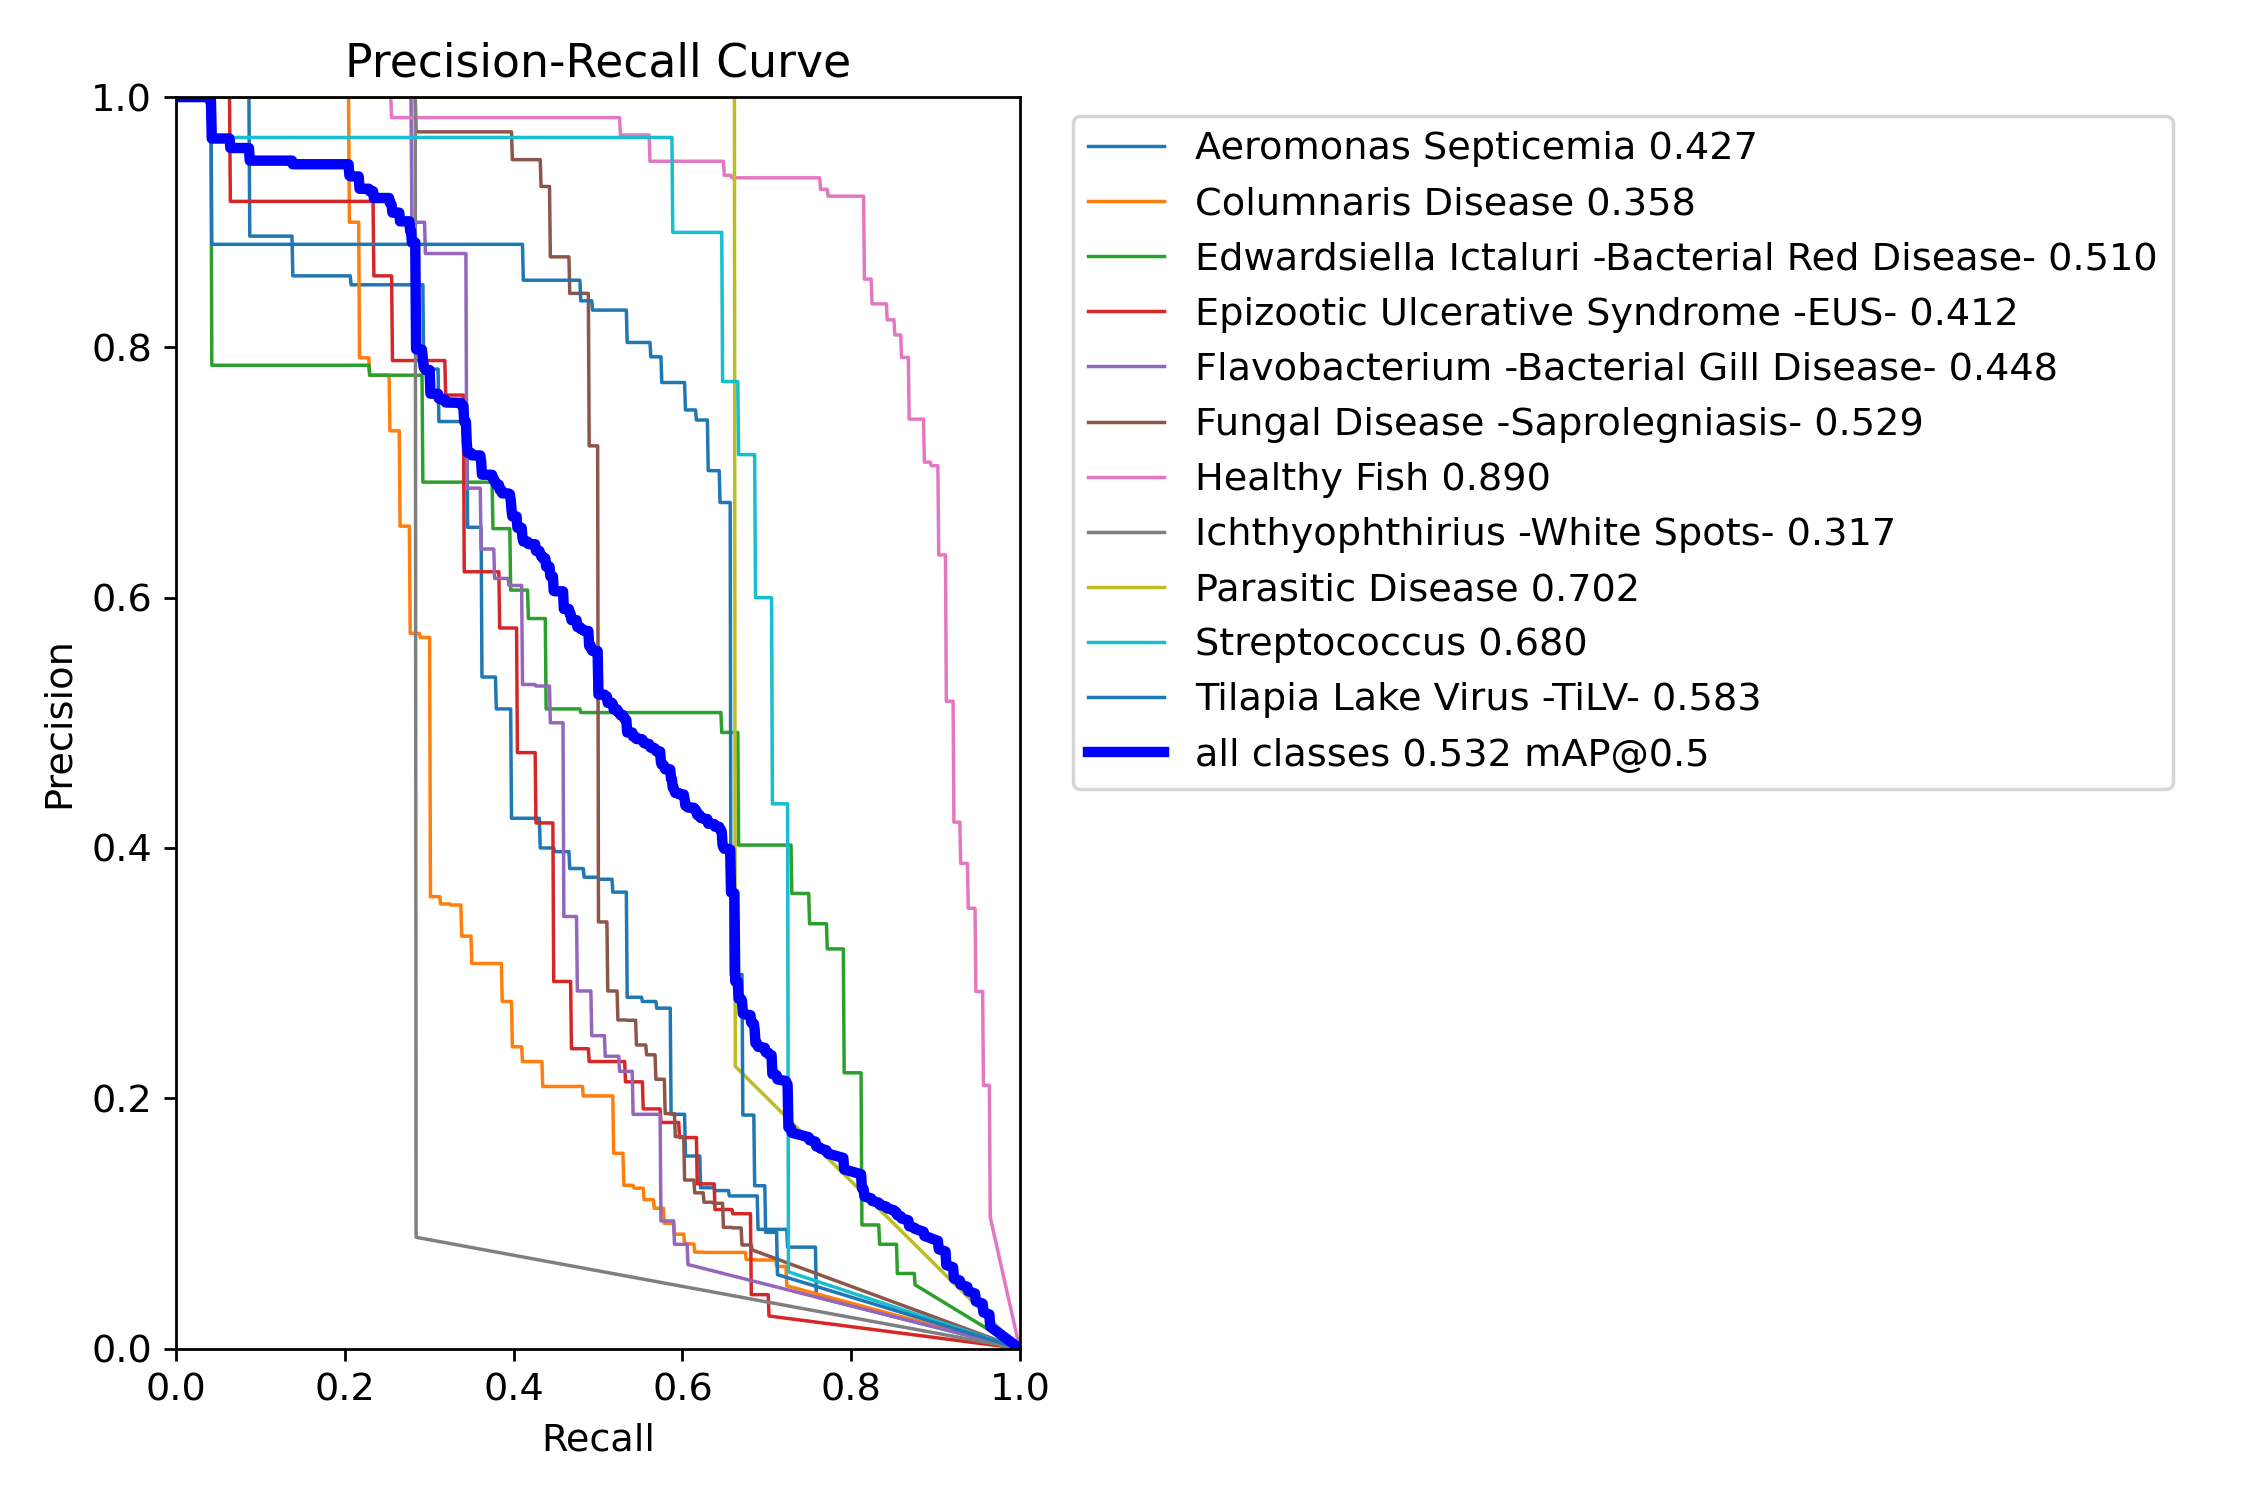 Precision-Recall Curve
1.0
0.8
0.6
0.4
0.2
0.0
Precision
0.0 0.2 0.4 0.6 0.8 1.0
Recall
Aeromonas Septicemia 0.427
Columnaris Disease 0.358
Edwardsiella Ictaluri -Bacterial Red Disease- 0.510
Epizootic Ulcerative Syndrome -EUS- 0.412
Flavobacterium -Bacterial Gill Disease- 0.448
Fungal Disease -Saprolegniasis- 0.529
Healthy Fish 0.890
Ichthyophthirius -White Spots- 0.317
Parasitic Disease 0.702
Streptococcus 0.680
Tilapia Lake Virus -TiLV- 0.583
all classes 0.532 mAP@0.5